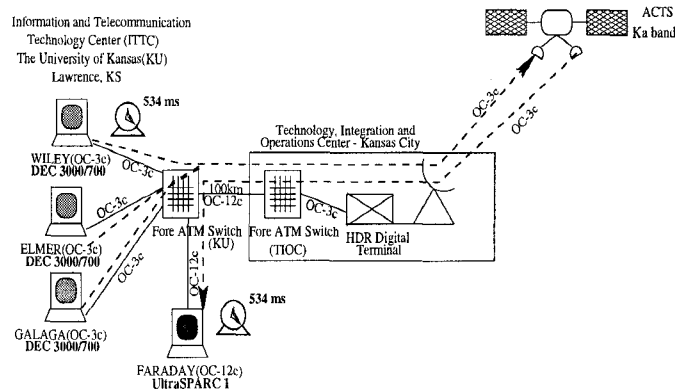 Information and Telecommunication
Technology Center (ITTC)
The University of Kansas(KU)
Lawrence, KS
ACTS
Ka band
534 ms
OC-3c
OC-3c
Technology, Integration and
Operations Center - Kansas City
WILEY(OC-3c)
DEC 3000/700
OC-3c
100km
OC-12c
OC-3c
OC-3c
ELMER(OC-3c)
DEC 3000/700
Fore ATM Switch
(KU)
Fore ATM Switch
(TIOC)
HDR Digital
Terminal
OC-3c
OC-12c
534 ms
GALAGA(OC-3c)
DEC 3000/700
FARADAY(OC-12c)
UltraSPARC 1